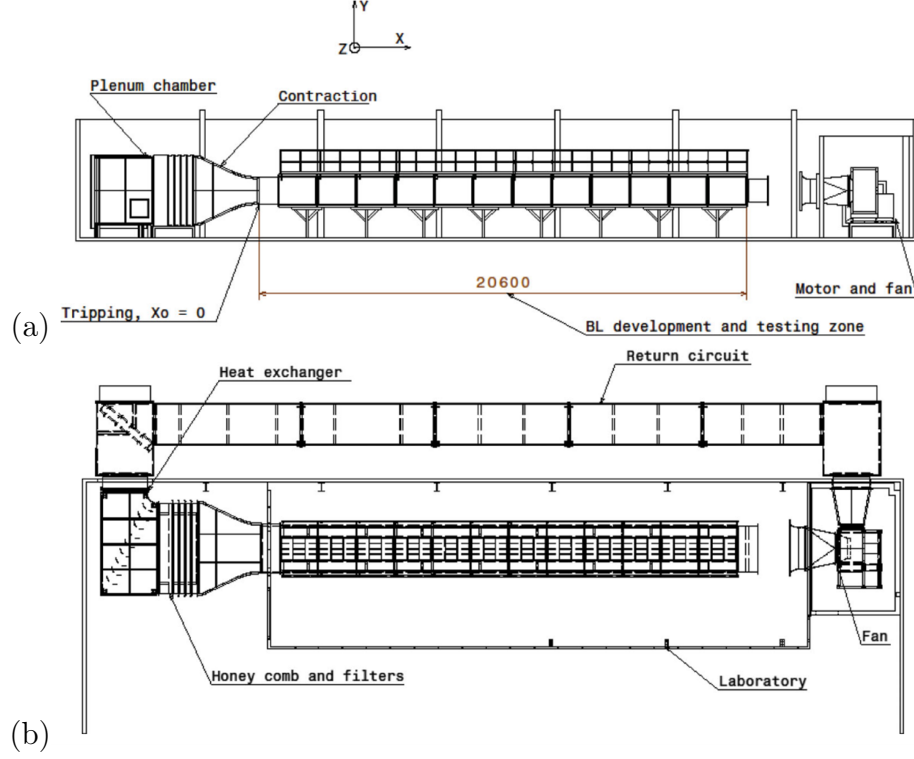 Y
X
Z
Plenum chamber
Contraction
20600
Motor and fan
Tripping, Xo = 0
BL development and testing zone
(a)
Heat exchanger
Return circuit
Fan
Honey comb and filters
Laboratory
(b)